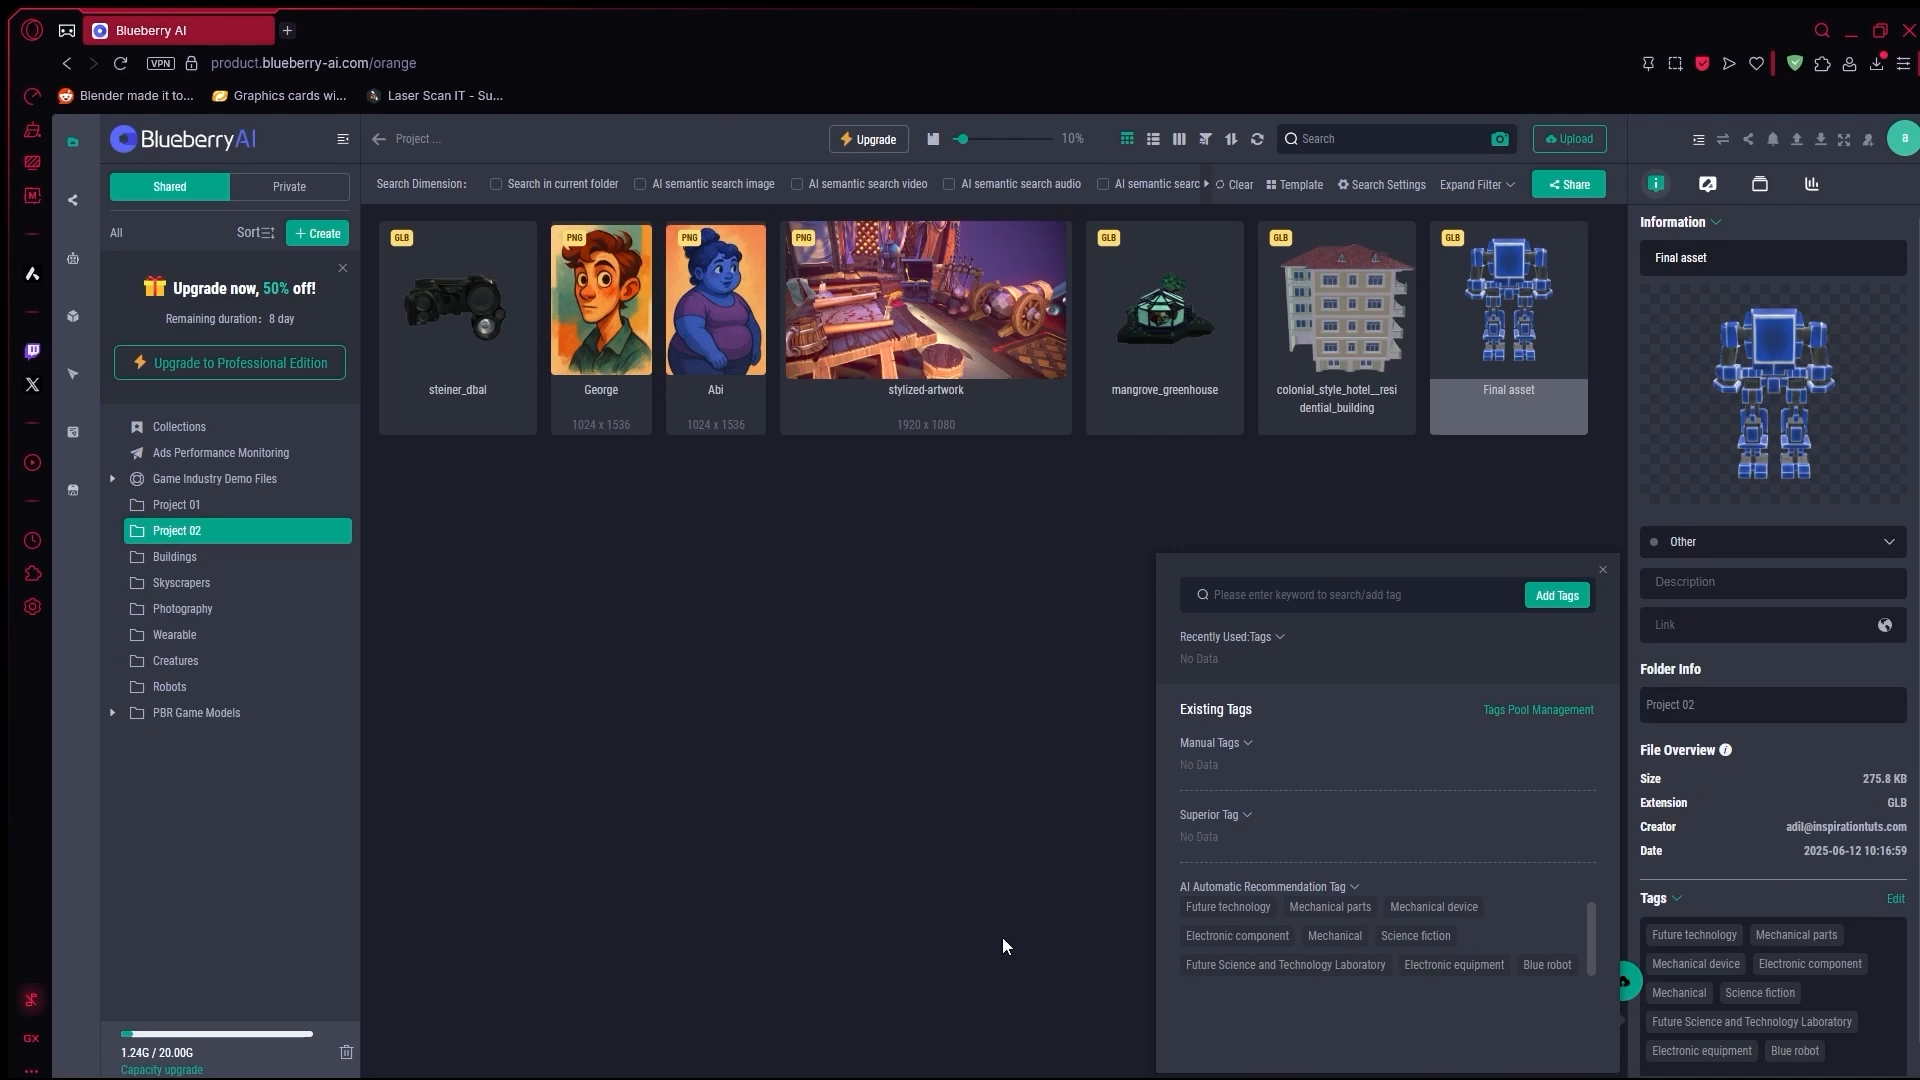 Blueberry AI
VPN
product.blueberry-ai.com/orange
Blender made it to...
Graphics cards wi...
Laser Scan IT - Su...
BlueberryAI
Project ...
Upgrade
10%
Search
Upload
a
Shared
Private
Search Dimension:
Search in current folder
AI semantic search image
AI semantic search video
AI semantic search audio
AI semantic searc
Clear
Template
Search Settings
Expand Filter
Share
All
Sort
+ Create
Upgrade now, 50% off!
Remaining duration: 8 day
Upgrade to Professional Edition
Collections
Ads Performance Monitoring
Game Industry Demo Files
Project 01
Project 02
Buildings
Skyscrapers
Photography
Wearable
Creatures
Robots
PBR Game Models
1.24G / 20.00G
Capacity upgrade
GX
GLB
steiner_dbal
PNG
George
1024 x 1536
PNG
Abi
1024 x 1536
PNG
stylized-artwork
1920 x 1080
GLB
mangrove_greenhouse
GLB
colonial_style_hotel__resi
dential_building
GLB
Final asset
Please enter keyword to search/add tag
Add Tags
Recently Used:Tags
No Data
Existing Tags
Tags Pool Management
Manual Tags
No Data
Superior Tag
No Data
AI Automatic Recommendation Tag
Future technology
Mechanical parts
Mechanical device
Electronic component
Mechanical
Science fiction
Future Science and Technology Laboratory
Electronic equipment
Blue robot
Information
Final asset
Other
Description
Link
Folder Info
Project 02
File Overview
Size
275.8 KB
Extension
GLB
Creator
adil@inspirationtuts.com
Date
2025-06-12 10:16:59
Tags
Edit
Future technology
Mechanical parts
Mechanical device
Electronic component
Mechanical
Science fiction
Future Science and Technology Laboratory
Electronic equipment
Blue robot